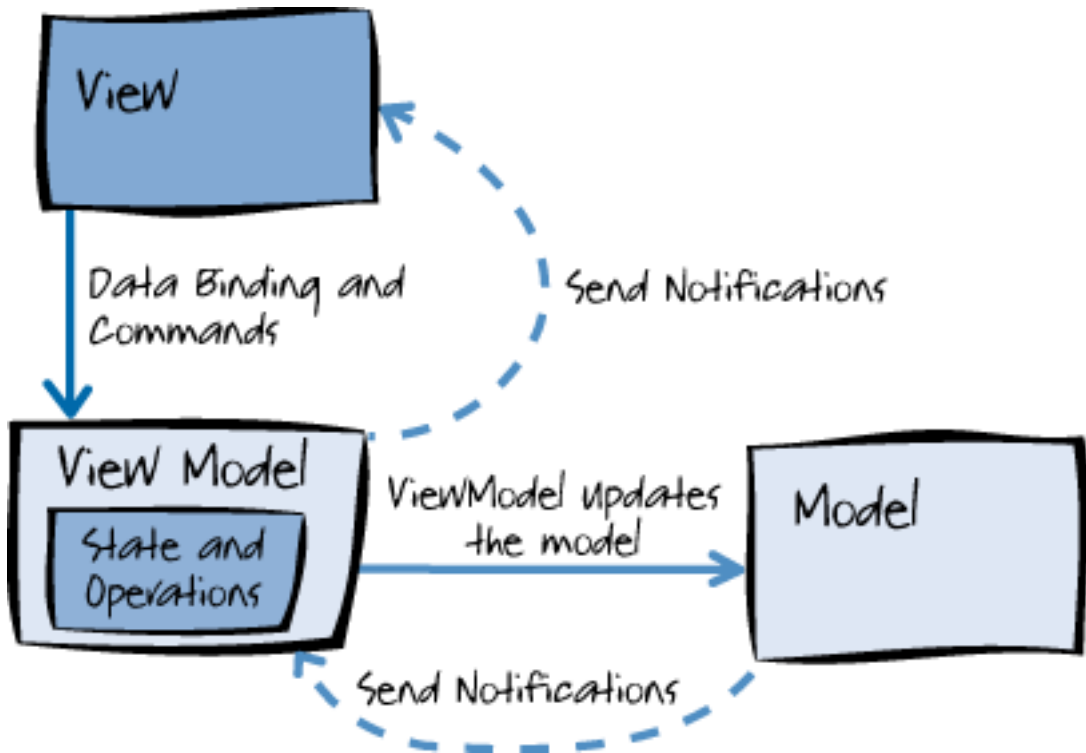 View
Data Binding and
Commands
Send Notifications
View Model
State and
Operations
ViewModel updates
the model
Model
Send Notifications